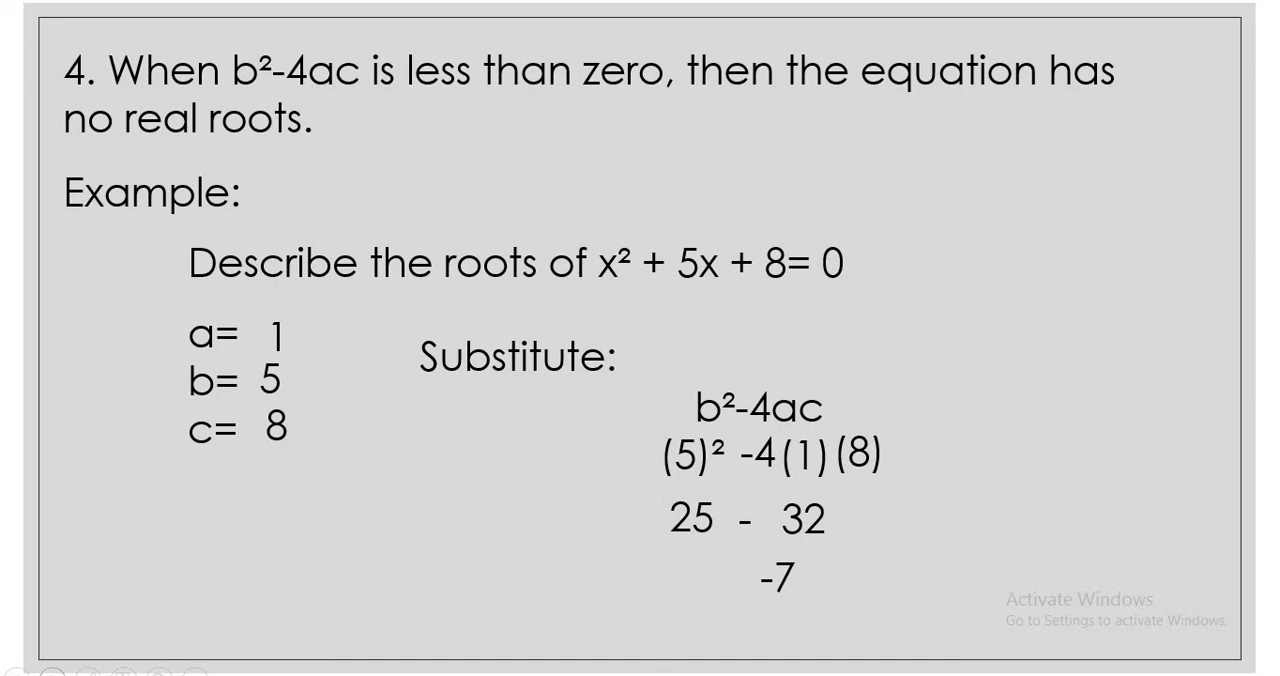 4. When b²-4ac is less than zero, then the equation has
no real roots.
Example:
Describe the roots of x² + 5x + 8= 0
a= 1
b= 5
c= 8
Substitute:
b²-4ac
(5)² -4(1)(8)
25 - 32
-7
Activate Windows
Go to Settings to activate Windows.